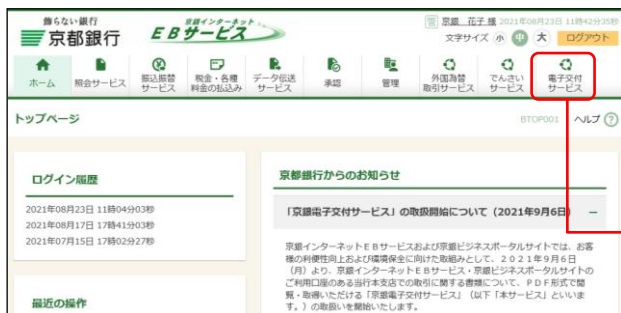 飾らない銀行
京都銀行
京銀インターネット
EBサービス
京銀 花子 様 2021年08月23日 11時42分35秒
文字サイズ 小 中 大 ログアウト
ホーム
照会サービス
振込振替
サービス
税金・各種
料金の払込み
データ伝送
サービス
承認
管理
外国為替
取引サービス
でんさい
サービス
電子交付
サービス
トップページ
BTOP001 ヘルプ ?
ログイン履歴
2021年08月23日 11時04分03秒
2021年08月17日 17時41分03秒
2021年07月15日 17時02分27秒
最近の操作
京都銀行からのお知らせ
「京銀電子交付サービス」の取扱開始について（2021年9月6日）
京銀インターネットＥＢサービスおよび京銀ビジネスポータルサイトでは、お客
様の利便性向上および環境保全に向けた取組みとして、２０２１年９月６日
（月）より、京銀インターネットＥＢサービス・京銀ビジネスポータルサイトの
ご利用口座のある当行本支店での取引に関する書類について、ＰＤＦ形式で閲
覧・取得いただける「京銀電子交付サービス」（以下「本サービス」といいま
す。）の取扱いを開始いたします。